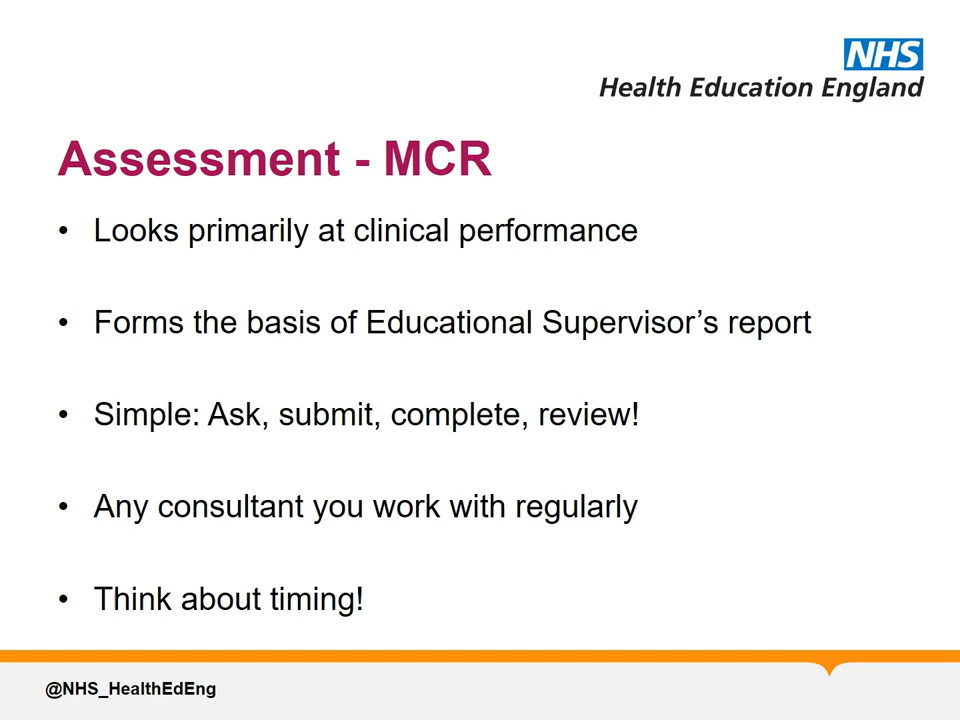 NHS
Health Education England
Assessment - MCR
• Looks primarily at clinical performance
• Forms the basis of Educational Supervisor’s report
• Simple: Ask, submit, complete, review!
• Any consultant you work with regularly
• Think about timing!
@NHS_HealthEdEng